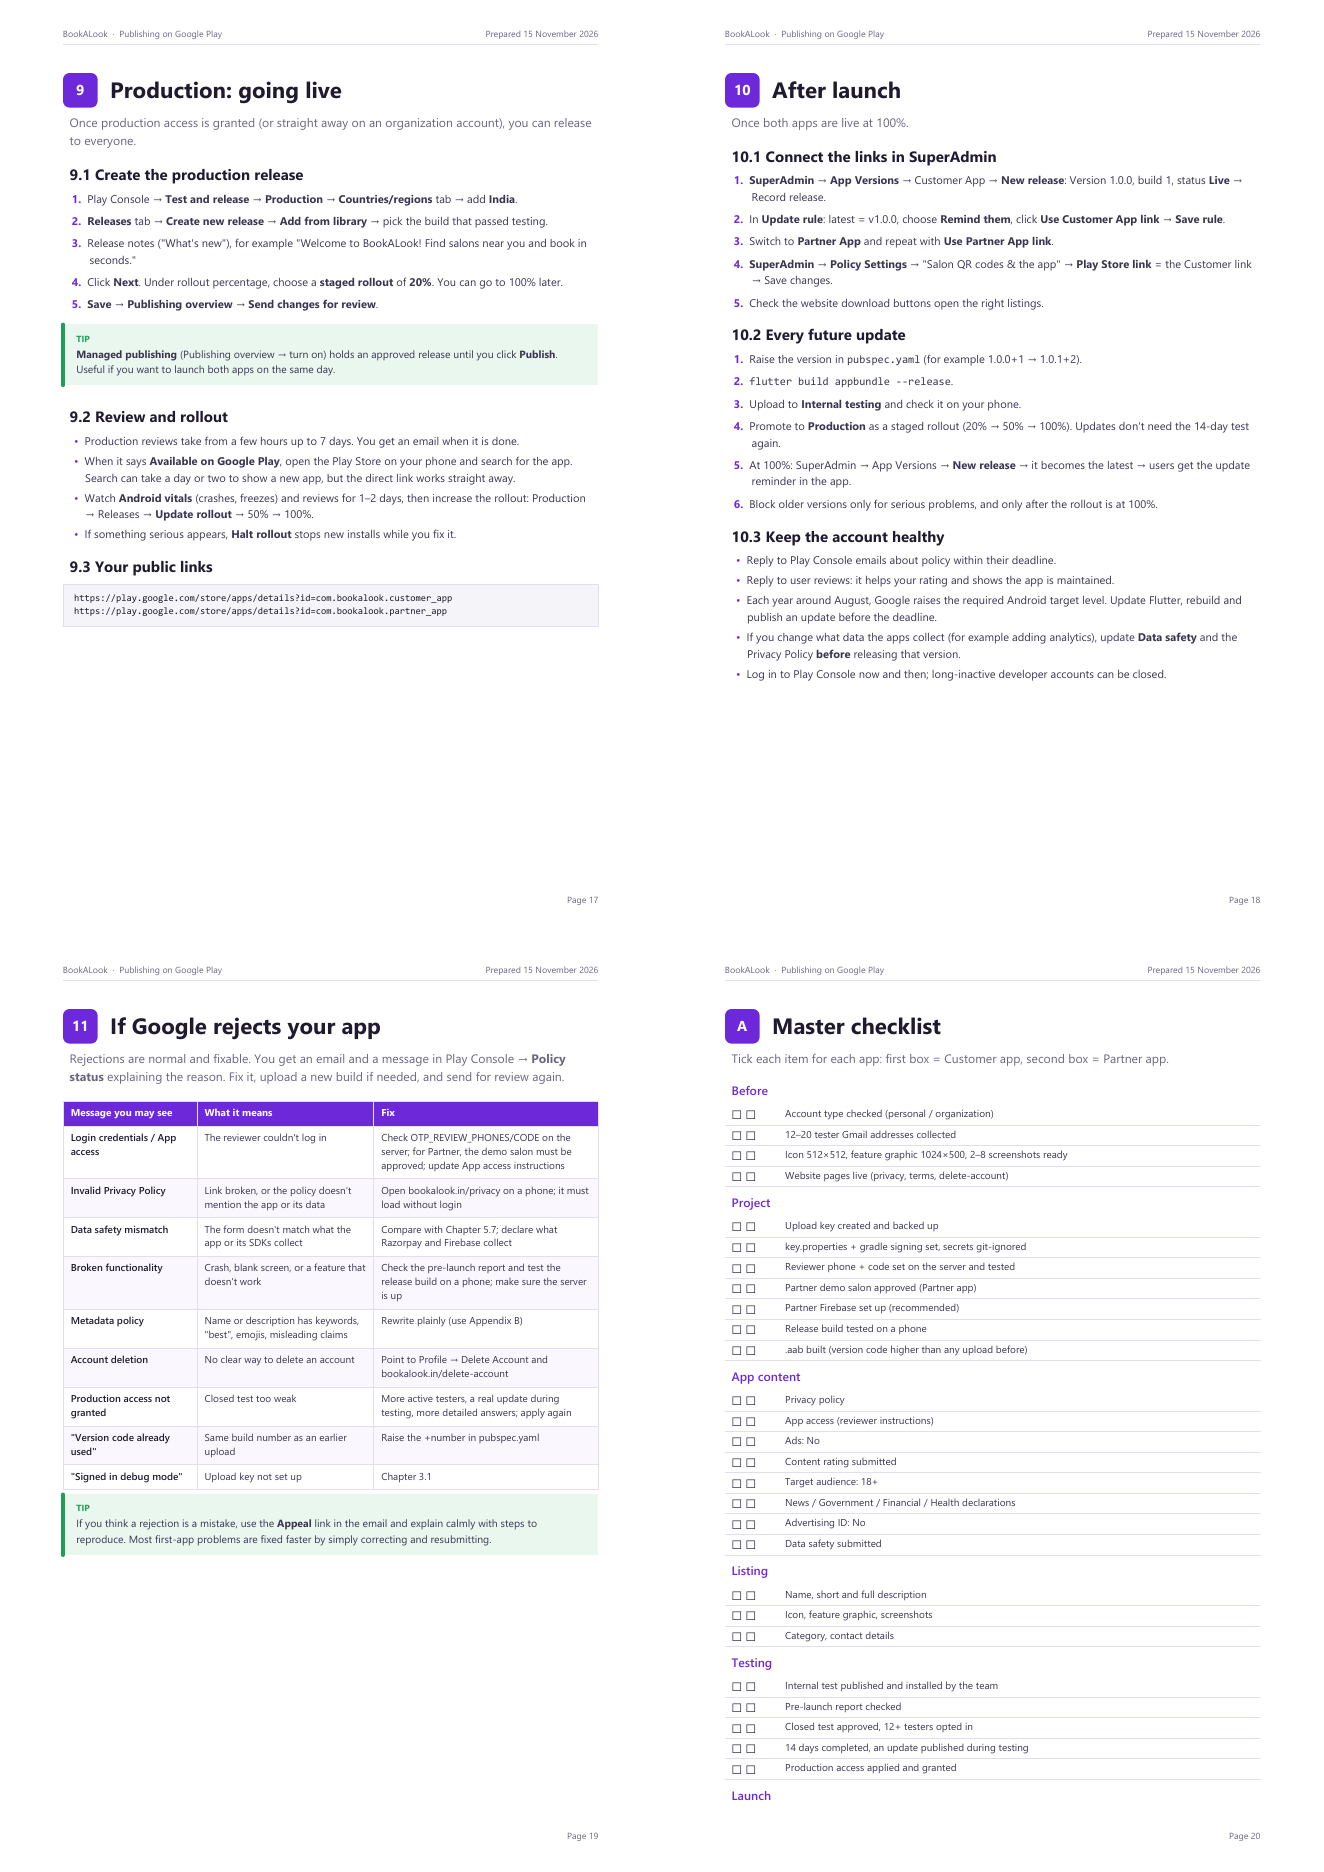 BookALook · Publishing on Google Play    Prepared 15 November 2026
9 Production: going live
Once production access is granted (or straight away on an organization account), you can release
to everyone.
9.1 Create the production release
1. Play Console → Test and release → Production → Countries/regions tab → add India.
2. Releases tab → Create new release → Add from library → pick the build that passed testing.
3. Release notes ("What's new"), for example "Welcome to BookALook! Find salons near you and book in
seconds."
4. Click Next. Under rollout percentage, choose a staged rollout of 20%. You can go to 100% later.
5. Save → Publishing overview → Send changes for review.
TIP
Managed publishing (Publishing overview → turn on) holds an approved release until you click Publish.
Useful if you want to launch both apps on the same day.
9.2 Review and rollout
• Production reviews take from a few hours up to 7 days. You get an email when it is done.
• When it says Available on Google Play, open the Play Store on your phone and search for the app.
Search can take a day or two to show a new app, but the direct link works straight away.
• Watch Android vitals (crashes, freezes) and reviews for 1–2 days, then increase the rollout: Production
→ Releases → Update rollout → 50% → 100%.
• If something serious appears, Halt rollout stops new installs while you fix it.
9.3 Your public links
https://play.google.com/store/apps/details?id=com.bookalook.customer_app
https://play.google.com/store/apps/details?id=com.bookalook.partner_app
Page 17
BookALook · Publishing on Google Play    Prepared 15 November 2026
10 After launch
Once both apps are live at 100%.
10.1 Connect the links in SuperAdmin
1. SuperAdmin → App Versions → Customer App → New release: Version 1.0.0, build 1, status Live →
Record release.
2. In Update rule: latest = v1.0.0, choose Remind them, click Use Customer App link → Save rule.
3. Switch to Partner App and repeat with Use Partner App link.
4. SuperAdmin → Policy Settings → "Salon QR codes & the app" → Play Store link = the Customer link
→ Save changes.
5. Check the website download buttons open the right listings.
10.2 Every future update
1. Raise the version in pubspec.yaml (for example 1.0.0+1 → 1.0.1+2).
2. flutter build appbundle --release.
3. Upload to Internal testing and check it on your phone.
4. Promote to Production as a staged rollout (20% → 50% → 100%). Updates don't need the 14-day test
again.
5. At 100%: SuperAdmin → App Versions → New release → it becomes the latest → users get the update
reminder in the app.
6. Block older versions only for serious problems, and only after the rollout is at 100%.
10.3 Keep the account healthy
• Reply to Play Console emails about policy within their deadline.
• Reply to user reviews: it helps your rating and shows the app is maintained.
• Each year around August, Google raises the required Android target level. Update Flutter, rebuild and
publish an update before the deadline.
• If you change what data the apps collect (for example adding analytics), update Data safety and the
Privacy Policy before releasing that version.
• Log in to Play Console now and then; long-inactive developer accounts can be closed.
Page 18
BookALook · Publishing on Google Play    Prepared 15 November 2026
11 If Google rejects your app
Rejections are normal and fixable. You get an email and a message in Play Console → Policy
status explaining the reason. Fix it, upload a new build if needed, and send for review again.
Message you may see    What it means    Fix
Login credentials / App    The reviewer couldn't log in    Check OTP_REVIEW_PHONES/CODE on the
access    server; for Partner, the demo salon must be
approved; update App access instructions
Invalid Privacy Policy    Link broken, or the policy doesn't    Open bookalook.in/privacy on a phone; it must
mention the app or its data    load without login
Data safety mismatch    The form doesn't match what the    Compare with Chapter 5.7; declare what
app or its SDKs collect    Razorpay and Firebase collect
Broken functionality    Crash, blank screen, or a feature that    Check the pre-launch report and test the
doesn't work    release build on a phone; make sure the server
is up
Metadata policy    Name or description has keywords,    Rewrite plainly (use Appendix B)
"best", emojis, misleading claims
Account deletion    No clear way to delete an account    Point to Profile → Delete Account and
bookalook.in/delete-account
Production access not    Closed test too weak    More active testers, a real update during
granted    testing, more detailed answers; apply again
"Version code already    Same build number as an earlier    Raise the +number in pubspec.yaml
used"    upload
"Signed in debug mode"    Upload key not set up    Chapter 3.1
TIP
If you think a rejection is a mistake, use the Appeal link in the email and explain calmly with steps to
reproduce. Most first-app problems are fixed faster by simply correcting and resubmitting.
Page 19
BookALook · Publishing on Google Play    Prepared 15 November 2026
A Master checklist
Tick each item for each app: first box = Customer app, second box = Partner app.
Before
☐ ☐ Account type checked (personal / organization)
☐ ☐ 12–20 tester Gmail addresses collected
☐ ☐ Icon 512×512, feature graphic 1024×500, 2–8 screenshots ready
☐ ☐ Website pages live (privacy, terms, delete-account)
Project
☐ ☐ Upload key created and backed up
☐ ☐ key.properties + gradle signing set, secrets git-ignored
☐ ☐ Reviewer phone + code set on the server and tested
☐ ☐ Partner demo salon approved (Partner app)
☐ ☐ Partner Firebase set up (recommended)
☐ ☐ Release build tested on a phone
☐ ☐ .aab built (version code higher than any upload before)
App content
☐ ☐ Privacy policy
☐ ☐ App access (reviewer instructions)
☐ ☐ Ads: No
☐ ☐ Content rating submitted
☐ ☐ Target audience: 18+
☐ ☐ News / Government / Financial / Health declarations
☐ ☐ Advertising ID: No
☐ ☐ Data safety submitted
Listing
☐ ☐ Name, short and full description
☐ ☐ Icon, feature graphic, screenshots
☐ ☐ Category, contact details
Testing
☐ ☐ Internal test published and installed by the team
☐ ☐ Pre-launch report checked
☐ ☐ Closed test approved, 12+ testers opted in
☐ ☐ 14 days completed, an update published during testing
☐ ☐ Production access applied and granted
Launch
Page 20